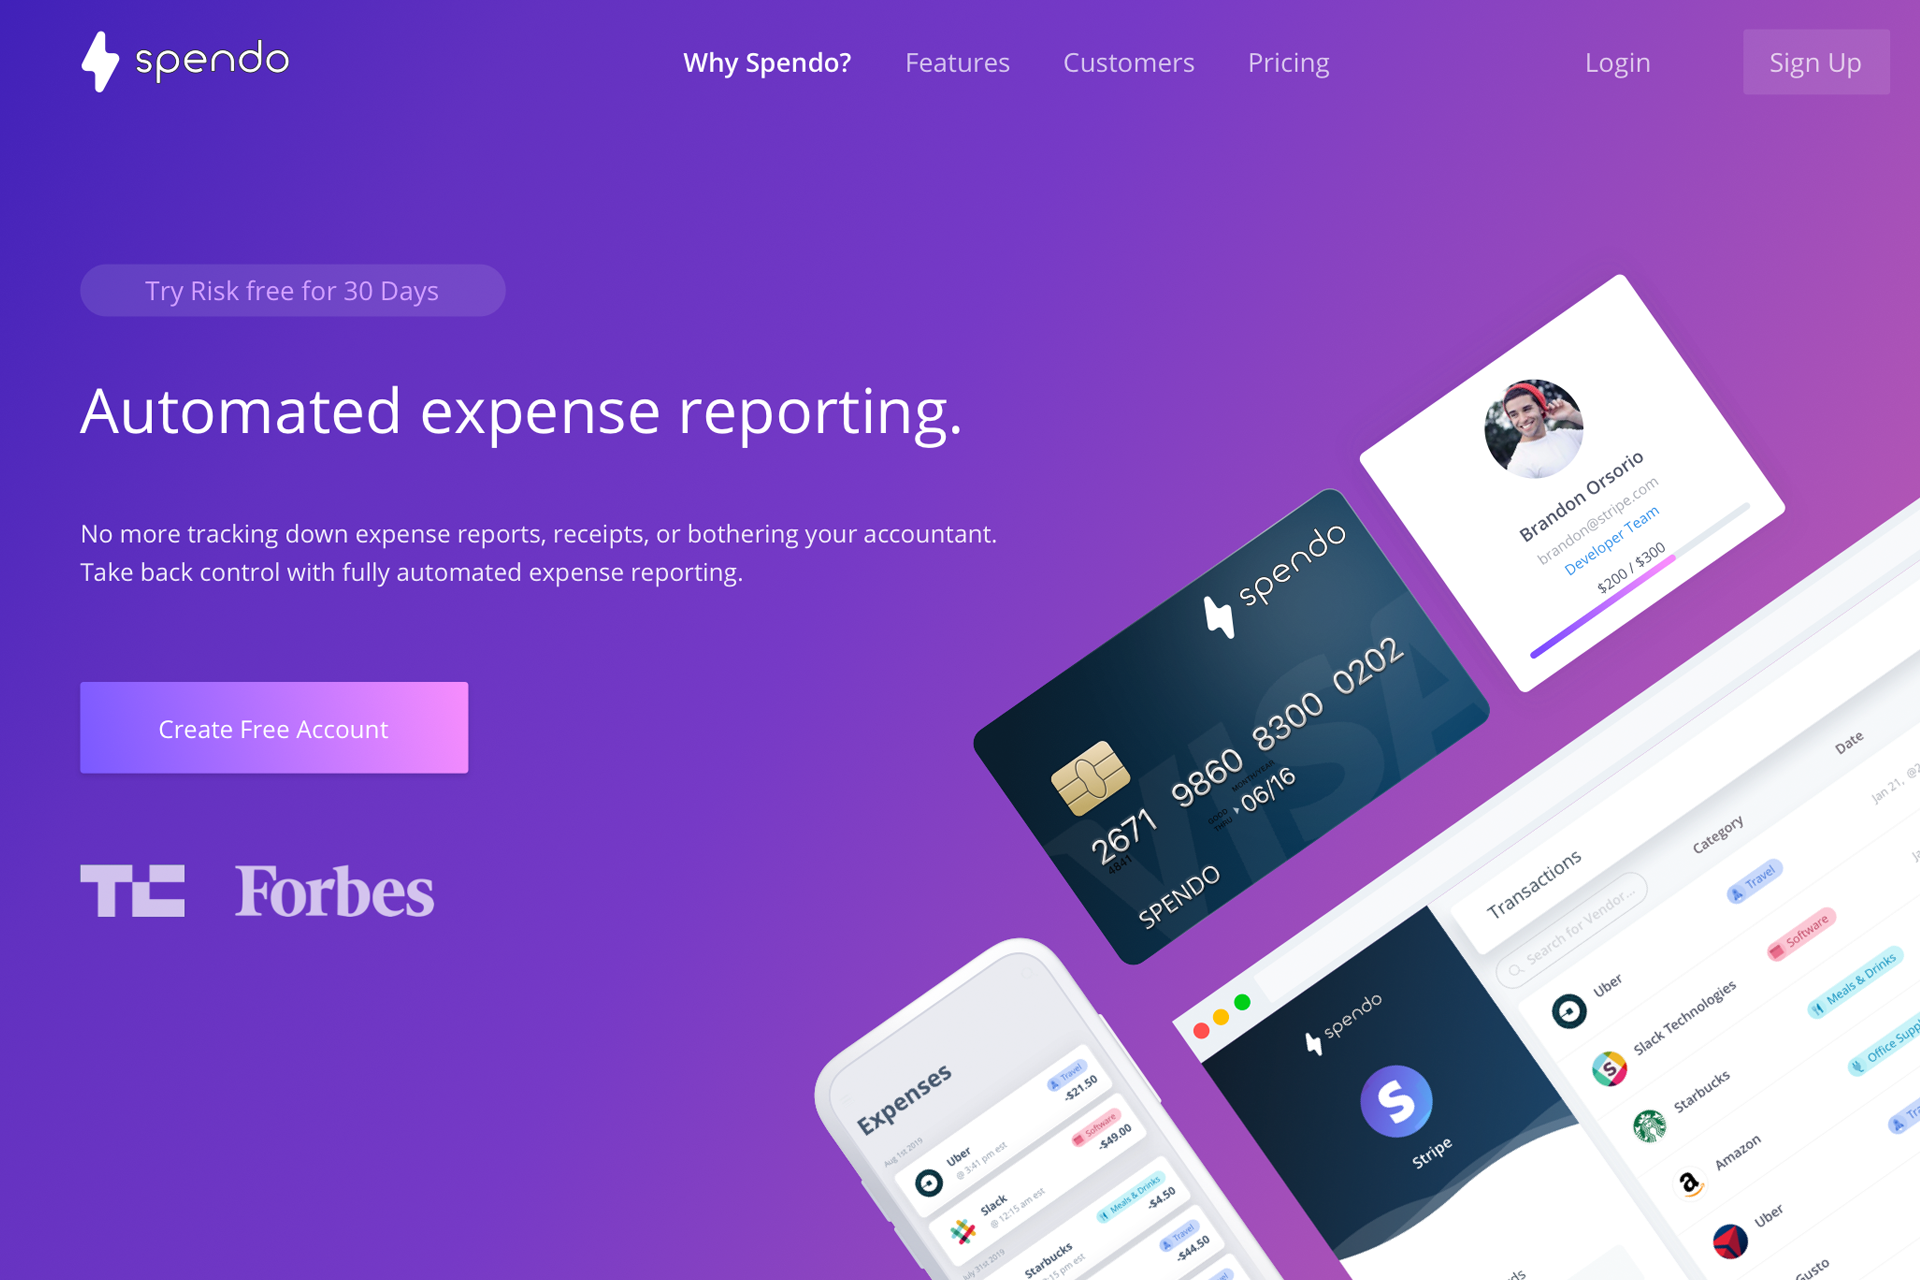 spendo
Why Spendo?
Features
Customers
Pricing
Login
Sign Up
Try Risk free for 30 Days
Automated expense reporting.
No more tracking down expense reports, receipts, or bothering your accountant.
Take back control with fully automated expense reporting.
Create Free Account
TC
Forbes
Brandon Orsorio
brandon@stripe.com
Developer Team
$200 / $300
spendo
VISA
2671 9860 8300 0202
4841
MONTH/YEAR
GOOD THRU
06/16
SPENDO
Expenses
Aug 1st 2019
Uber
@ 3:41 pm est
Travel
-$21.50
Slack
@ 12:15 am est
Software
-$49.00
July 31st 2019
Starbucks
:15 pm est
Meals & Drinks
-$4.50
Travel
-$44.50
spendo
S
Stripe
Transactions
Search for Vendor...
Category
Date
Uber
Travel
Jan 21, @2
Slack Technologies
Software
Starbucks
Meals & Drinks
Amazon
Office Suppl
Uber
Tra
Gusto